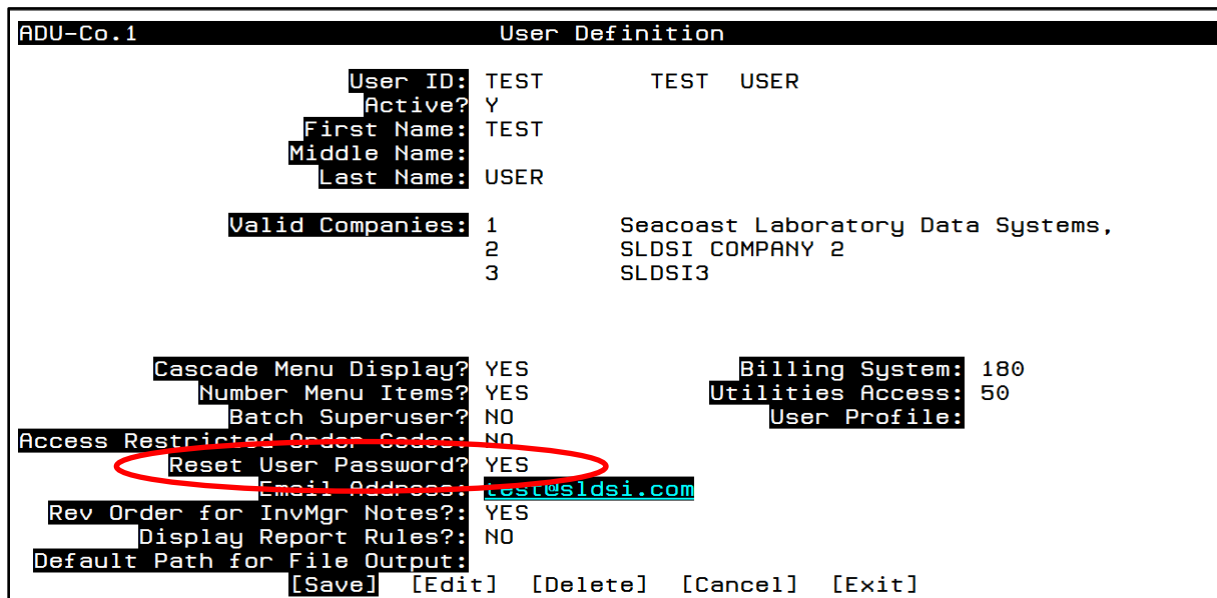 ADU-Co.1 User Definition
User ID: TEST TEST USER
Active? Y
First Name: TEST
Middle Name:
Last Name: USER
Valid Companies: 1 Seacoast Laboratory Data Systems,
2 SLDSI COMPANY 2
3 SLDSI3
Cascade Menu Display? YES Billing System: 180
Number Menu Items? YES Utilities Access: 50
Batch Superuser? NO User Profile:
Access Restricted Order Codes: NO
Reset User Password? YES
Email Address: test@sldsi.com
Rev Order for InvMgr Notes?: YES
Display Report Rules?: NO
Default Path for File Output:
[Save] [Edit] [Delete] [Cancel] [Exit]